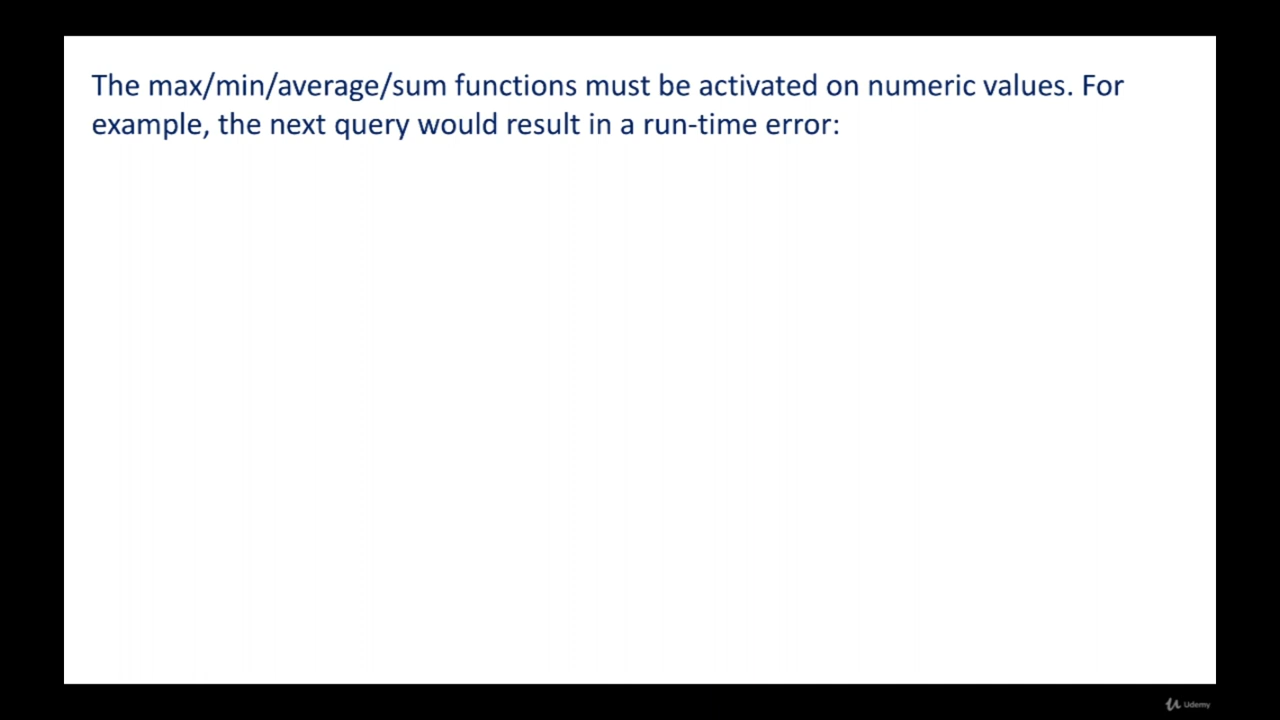 The max/min/average/sum functions must be activated on numeric values. For
example, the next query would result in a run-time error:
Udemy